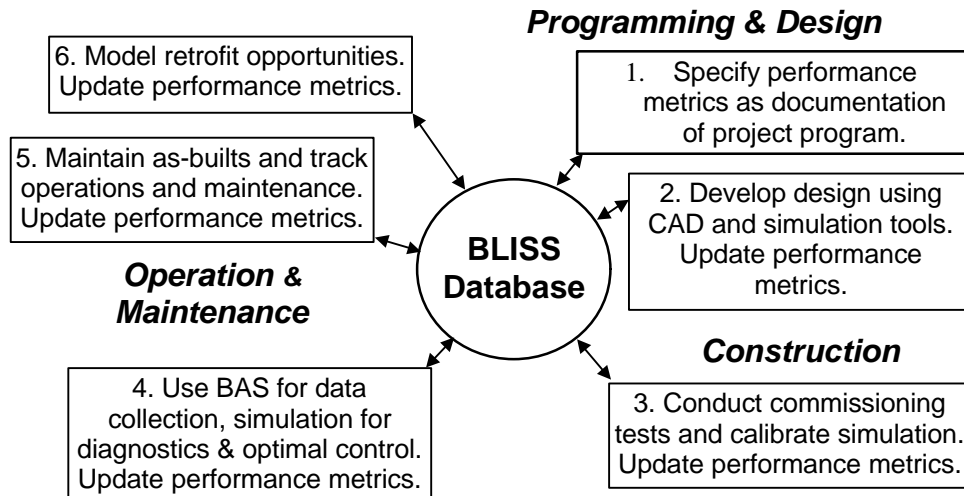 Programming & Design
6. Model retrofit opportunities.
Update performance metrics.
1. Specify performance
metrics as documentation
of project program.
5. Maintain as-builts and track
operations and maintenance.
Update performance metrics.
2. Develop design using
CAD and simulation tools.
Update performance
metrics.
BLISS
Database
Operation &
Maintenance
Construction
4. Use BAS for data
collection, simulation for
diagnostics & optimal control.
Update performance metrics.
3. Conduct commissioning
tests and calibrate simulation.
Update performance metrics.